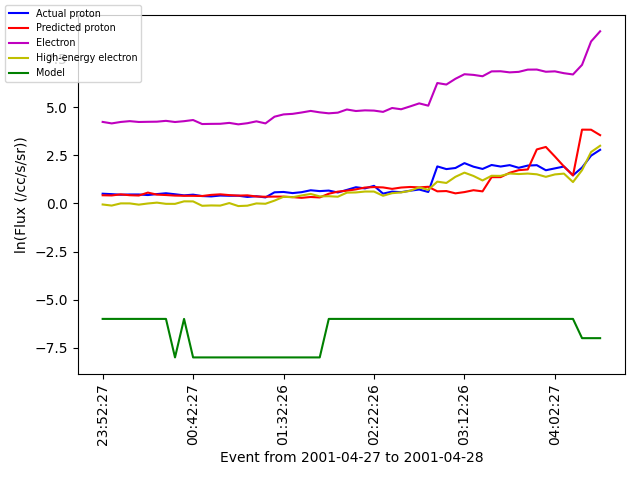 Actual proton
Predicted proton
Electron
High-energy electron
Model
5.0
2.5
0.0
−2.5
−5.0
−7.5
ln(Flux (/cc/s/sr))
23:52:27
00:42:27
01:32:26
02:22:26
03:12:26
04:02:27
Event from 2001-04-27 to 2001-04-28